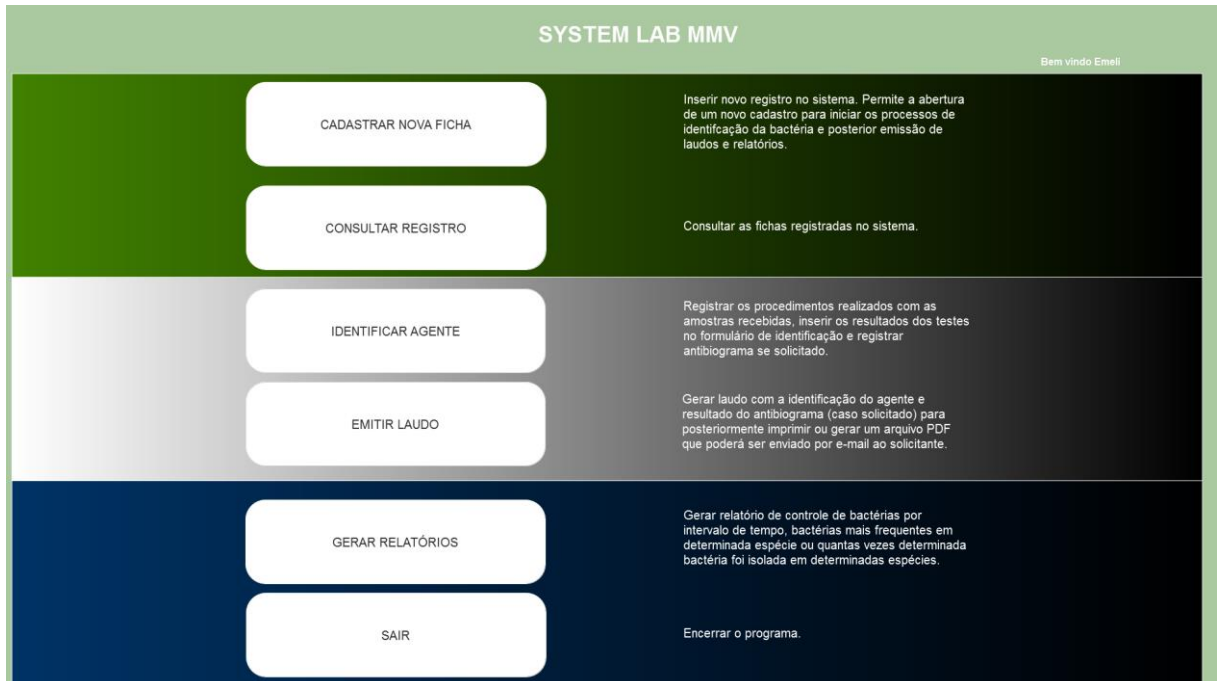 SYSTEM LAB MMV
Bem vindo Emeli
CADASTRAR NOVA FICHA
Inserir novo registro no sistema. Permite a abertura
de um novo cadastro para iniciar os processos de
identifcação da bactéria e posterior emissão de
laudos e relatórios.
CONSULTAR REGISTRO
Consultar as fichas registradas no sistema.
IDENTIFICAR AGENTE
Registrar os procedimentos realizados com as
amostras recebidas, inserir os resultados dos testes
no formulário de identificação e registrar
antibiograma se solicitado.
EMITIR LAUDO
Gerar laudo com a identificação do agente e
resultado do antibiograma (caso solicitado) para
posteriormente imprimir ou gerar um arquivo PDF
que poderá ser enviado por e-mail ao solicitante.
GERAR RELATÓRIOS
Gerar relatório de controle de bactérias por
intervalo de tempo, bactérias mais frequentes em
determinada espécie ou quantas vezes determinada
bactéria foi isolada em determinadas espécies.
SAIR
Encerrar o programa.